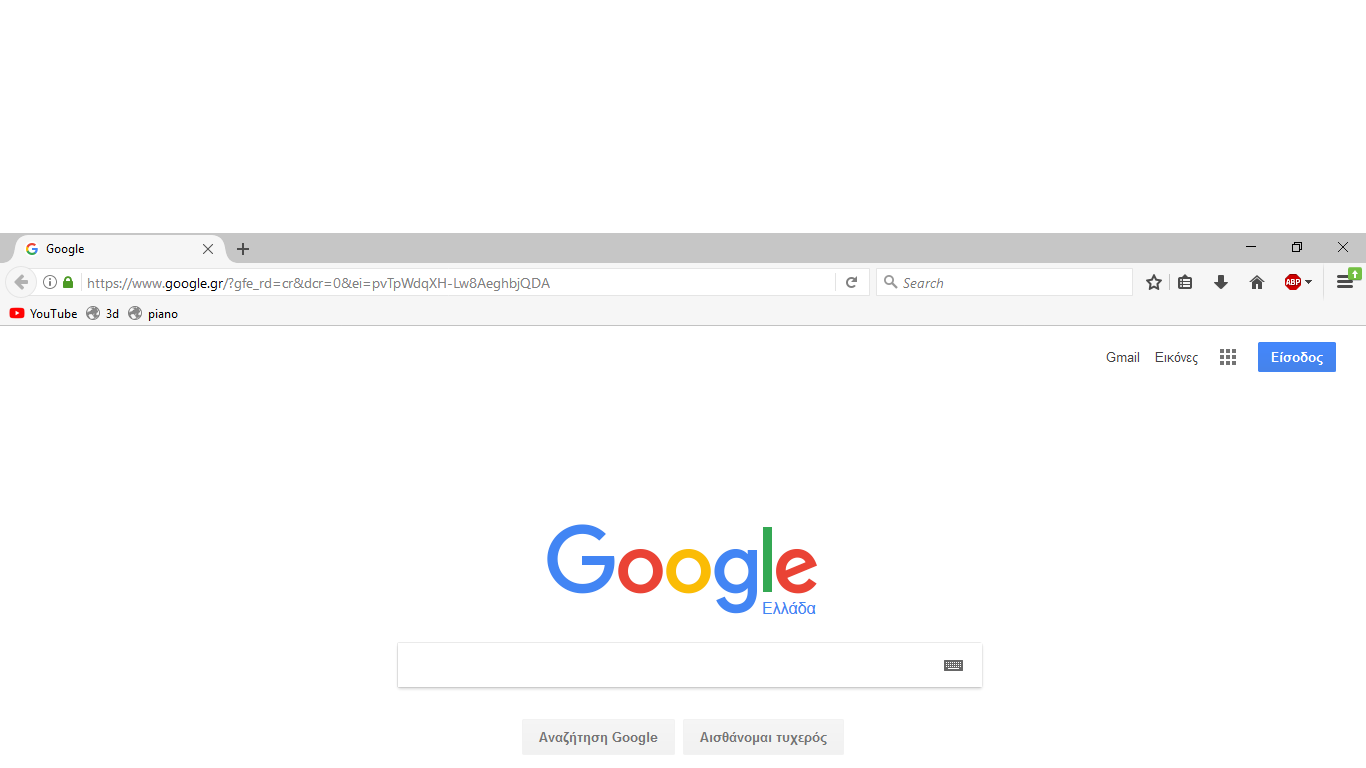 Google
https://www.google.gr/?gfe_rd=cr&dcr=0&ei=pvTpWdqXH-Lw8AeghbjQDA
Search
ABP
YouTube 3d piano
Gmail Εικόνες Είσοδος
Google
Ελλάδα
Αναζήτηση Google Αισθάνομαι τυχερός